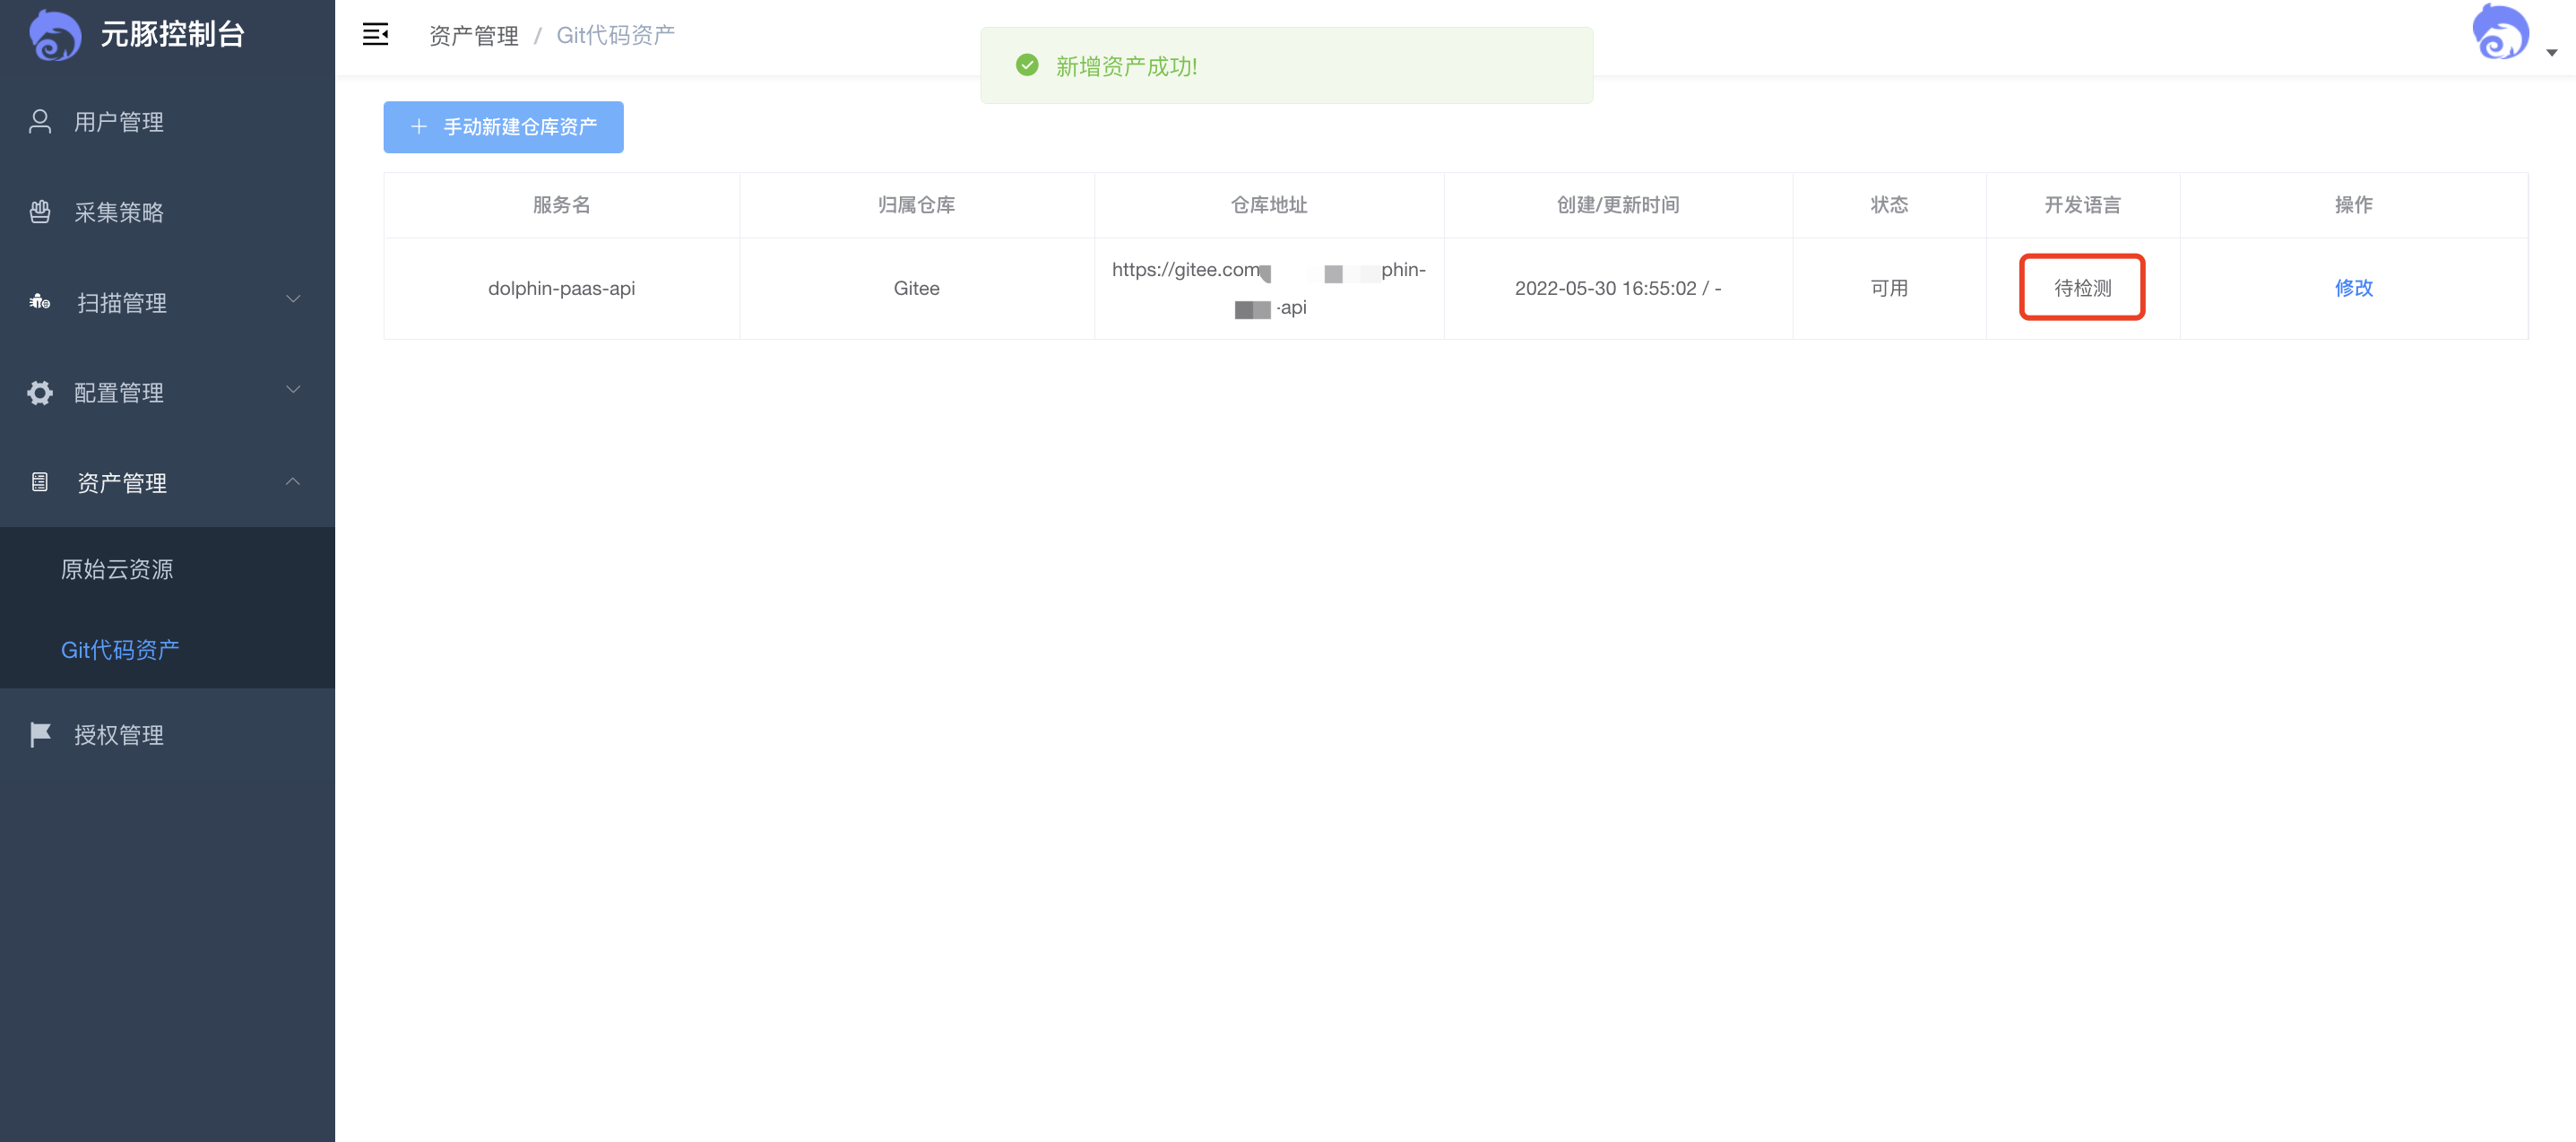 元豚控制台
资产管理 / Git代码资产
新增资产成功!
用户管理
采集策略
扫描管理
配置管理
资产管理
原始云资源
Git代码资产
授权管理
手动新建仓库资产
服务名 归属仓库 仓库地址 创建/更新时间 状态 开发语言 操作
dolphin-paas-api Gitee https://gitee.com phin- 2022-05-30 16:55:02 / - 可用 待检测 修改
-api